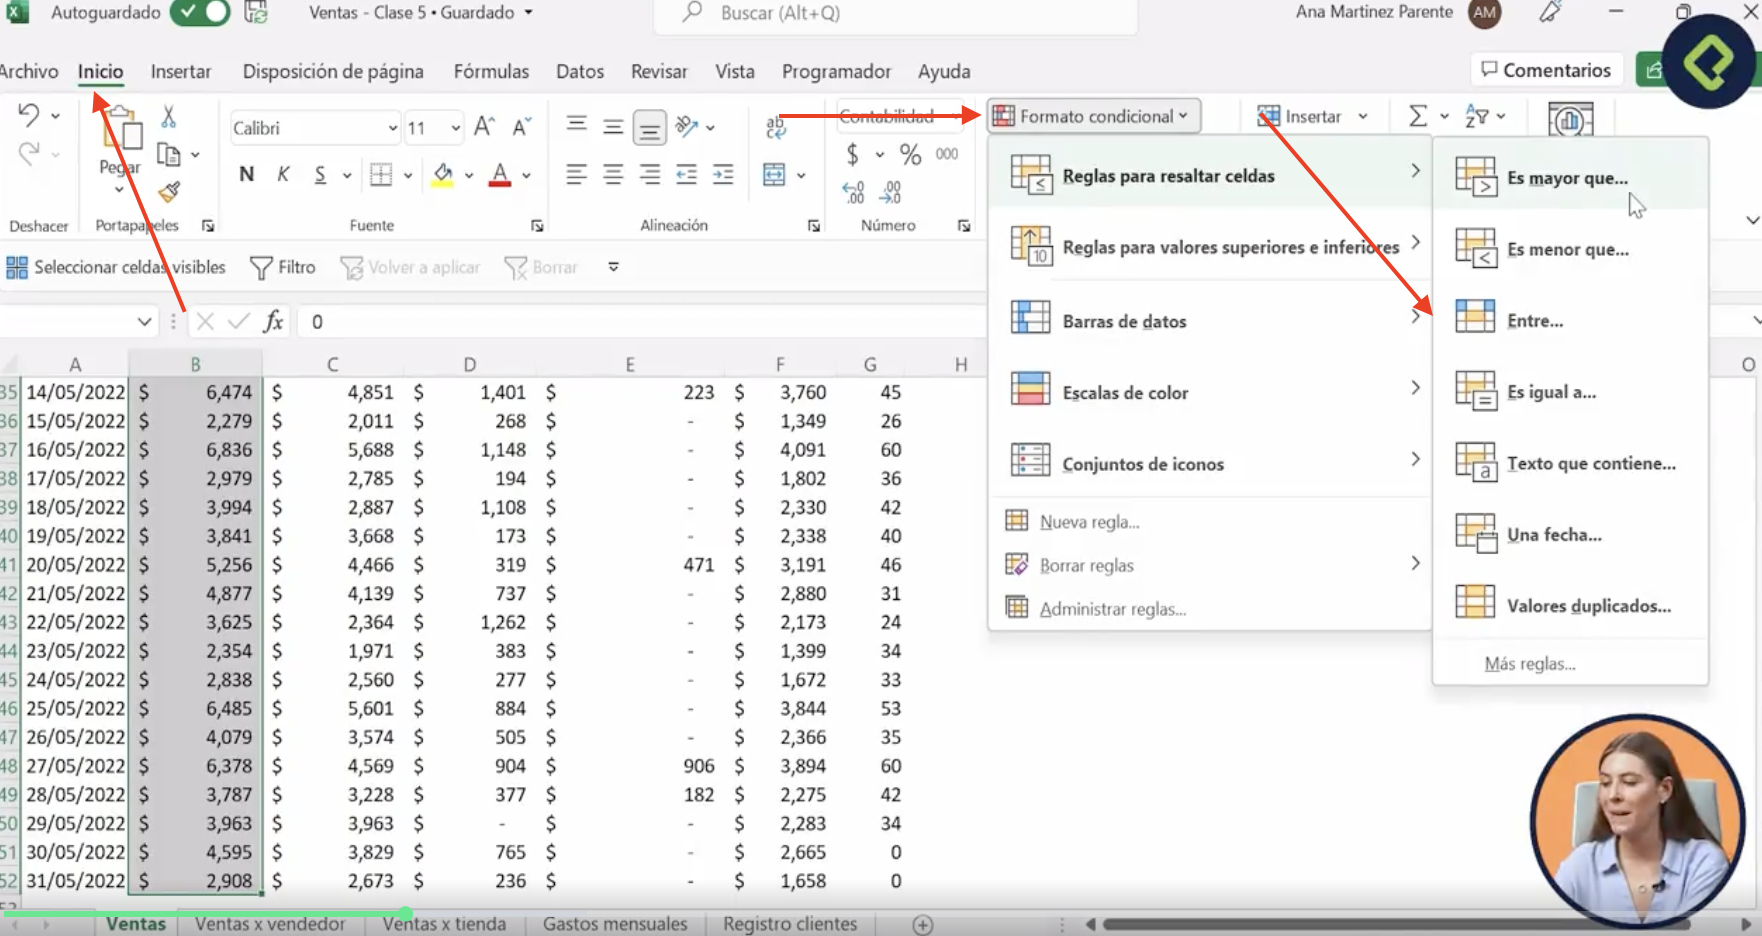 Autoguardado
Ventas - Clase 5 • Guardado
Buscar (Alt+Q)
Ana Martinez Parente
AM
Archivo Inicio Insertar Disposición de página Fórmulas Datos Revisar Vista Programador Ayuda
Comentarios
Pegar
Calibri 11
N K S
Contabilidad
$ % 000
Formato condicional
Insertar
Deshacer Portapapeles Fuente Alineación Número
Seleccionar celdas visibles Filtro Volver a aplicar Borrar
fx 0
Reglas para resaltar celdas
Reglas para valores superiores e inferiores
Barras de datos
Escalas de color
Conjuntos de iconos
Nueva regla...
Borrar reglas
Administrar reglas...
Es mayor que...
Es menor que...
Entre...
Es igual a...
Texto que contiene...
Una fecha...
Valores duplicados...
Más reglas...
A B C D E F G H O
35 14/05/2022 $ 6,474 $ 4,851 $ 1,401 $ 223 $ 3,760 45
36 15/05/2022 $ 2,279 $ 2,011 $ 268 $ - $ 1,349 26
37 16/05/2022 $ 6,836 $ 5,688 $ 1,148 $ - $ 4,091 60
38 17/05/2022 $ 2,979 $ 2,785 $ 194 $ - $ 1,802 36
39 18/05/2022 $ 3,994 $ 2,887 $ 1,108 $ - $ 2,330 42
40 19/05/2022 $ 3,841 $ 3,668 $ 173 $ - $ 2,338 40
41 20/05/2022 $ 5,256 $ 4,466 $ 319 $ 471 $ 3,191 46
42 21/05/2022 $ 4,877 $ 4,139 $ 737 $ - $ 2,880 31
43 22/05/2022 $ 3,625 $ 2,364 $ 1,262 $ - $ 2,173 24
44 23/05/2022 $ 2,354 $ 1,971 $ 383 $ - $ 1,399 34
45 24/05/2022 $ 2,838 $ 2,560 $ 277 $ - $ 1,672 33
46 25/05/2022 $ 6,485 $ 5,601 $ 884 $ - $ 3,844 53
47 26/05/2022 $ 4,079 $ 3,574 $ 505 $ - $ 2,366 35
48 27/05/2022 $ 6,378 $ 4,569 $ 904 $ 906 $ 3,894 60
49 28/05/2022 $ 3,787 $ 3,228 $ 377 $ 182 $ 2,275 42
50 29/05/2022 $ 3,963 $ 3,963 $ - $ - $ 2,283 34
51 30/05/2022 $ 4,595 $ 3,829 $ 765 $ - $ 2,665 0
52 31/05/2022 $ 2,908 $ 2,673 $ 236 $ - $ 1,658 0
Ventas Ventas x vendedor Ventas x tienda Gastos mensuales Registro clientes